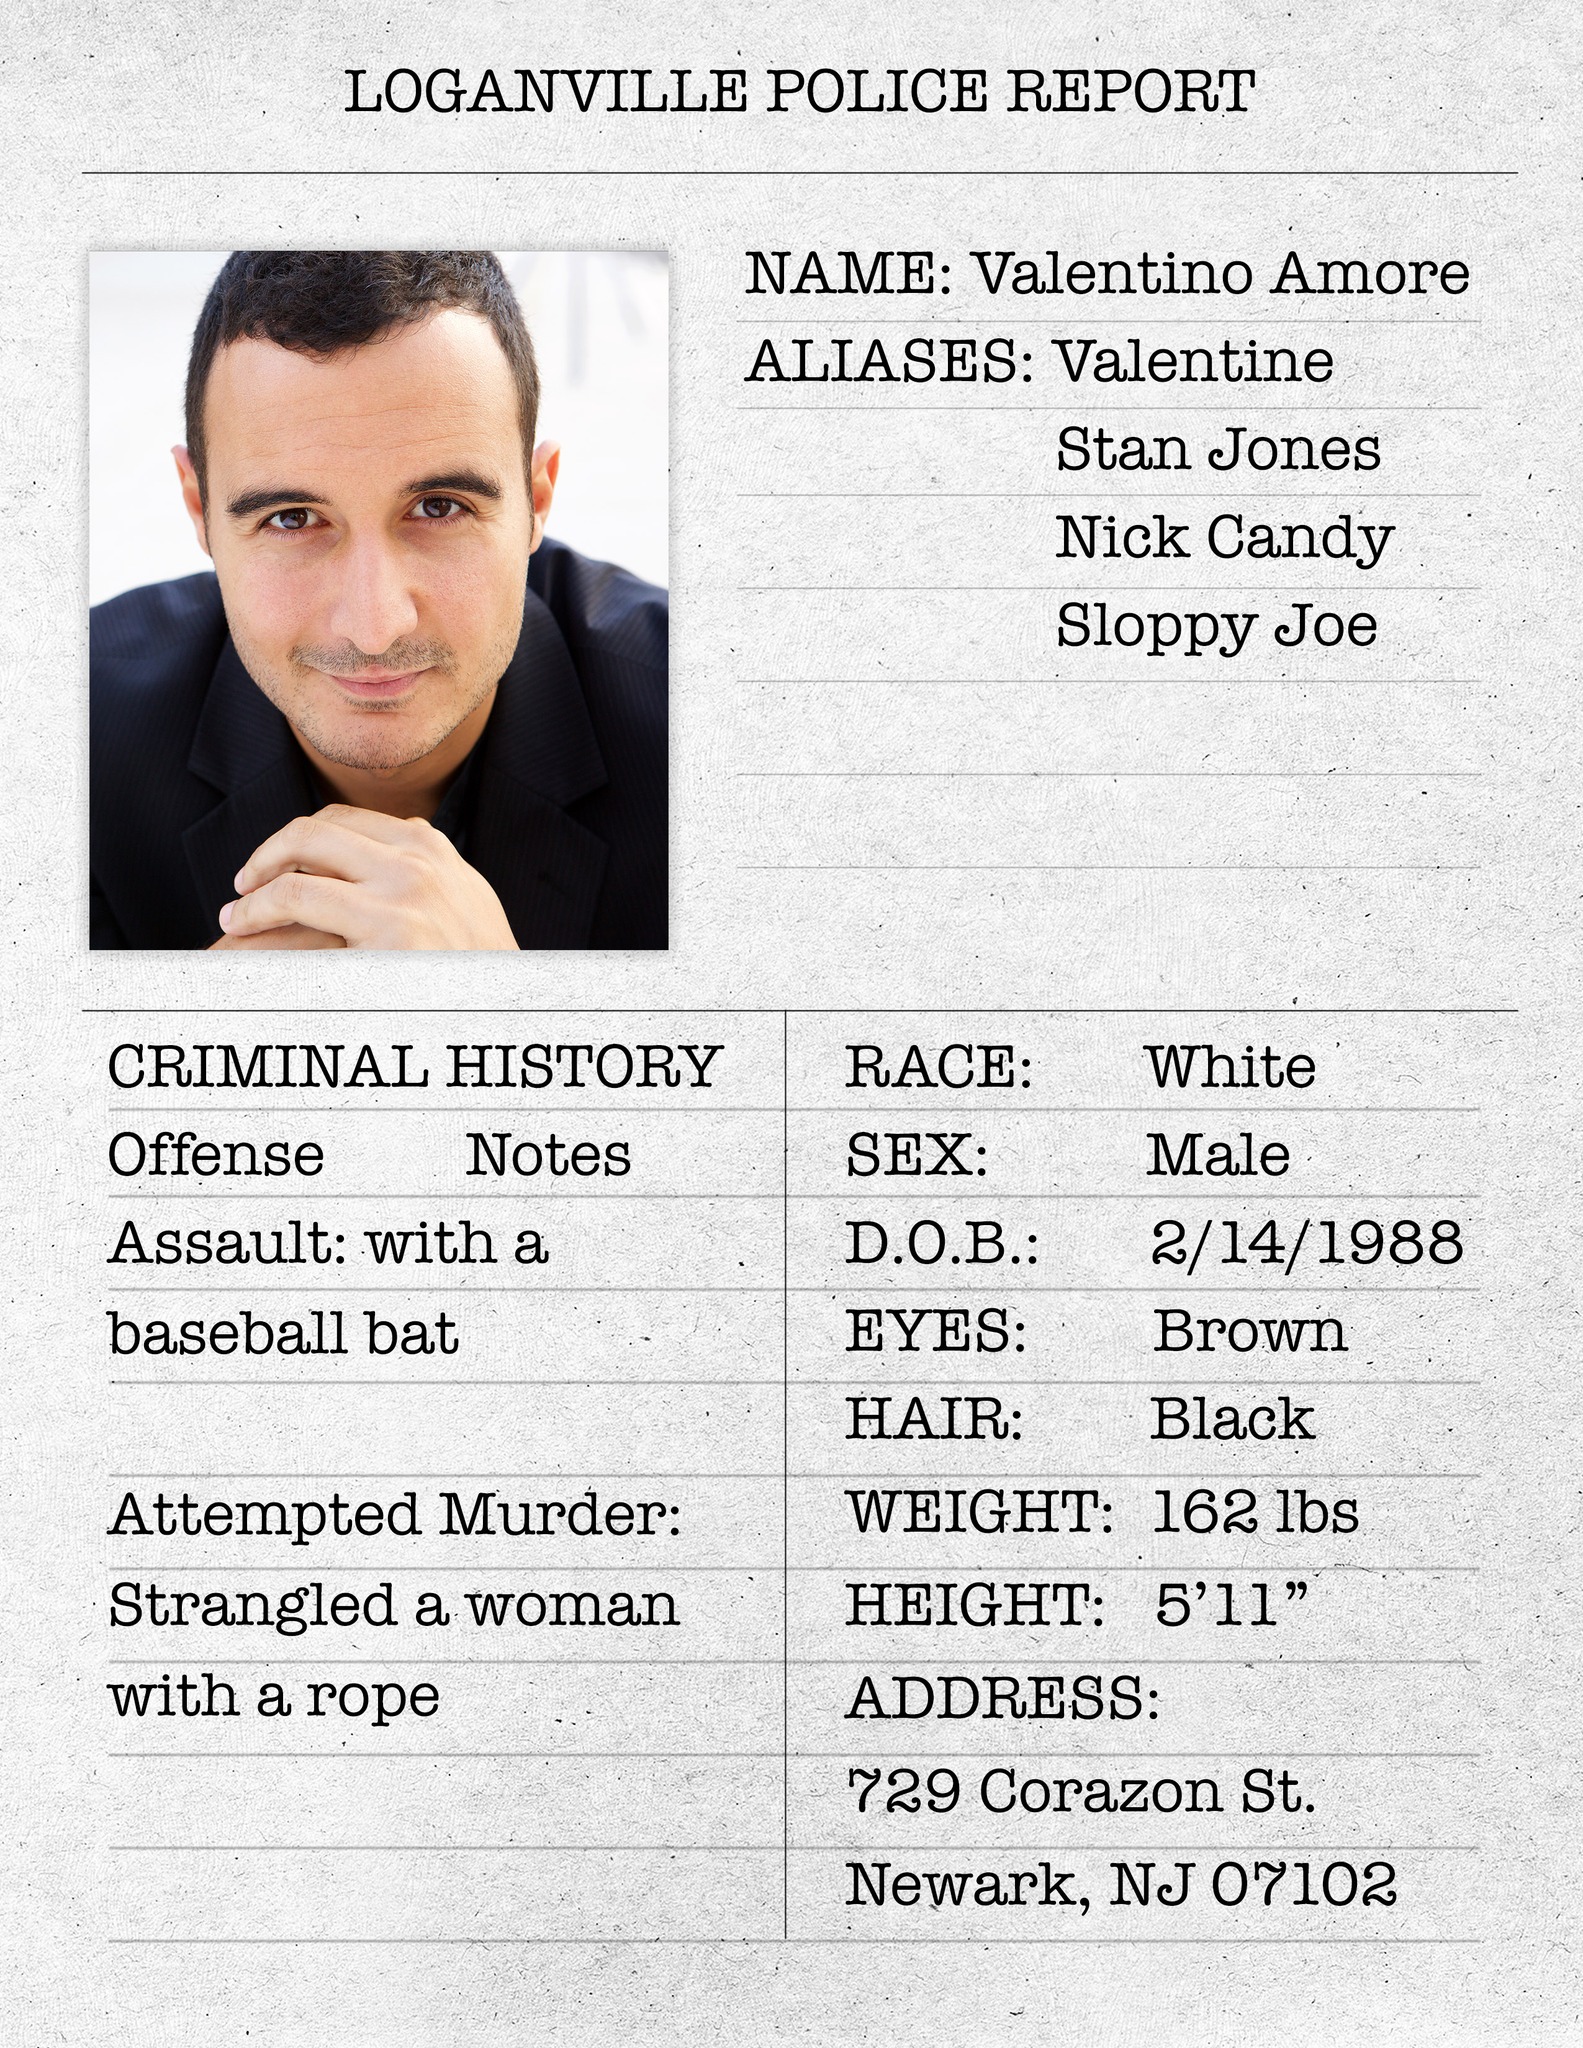 LOGANVILLE POLICE REPORT
NAME: Valentino Amore
ALIASES: Valentine
Stan Jones
Nick Candy
Sloppy Joe
CRIMINAL HISTORY
Offense Notes
Assault: with a
baseball bat
Attempted Murder:
Strangled a woman
with a rope
RACE: White
SEX: Male
D.O.B.: 2/14/1988
EYES: Brown
HAIR: Black
WEIGHT: 162 lbs
HEIGHT: 5’11”
ADDRESS:
729 Corazon St.
Newark, NJ 07102